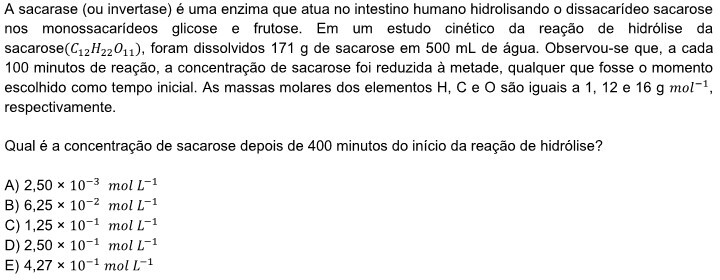 A sacarase (ou invertase) é uma enzima que atua no intestino humano hidrolisando o dissacarídeo sacarose
nos monossacarídeos glicose e frutose. Em um estudo cinético da reação de hidrólise da
sacarose(C₁₂H₂₂O₁₁), foram dissolvidos 171 g de sacarose em 500 mL de água. Observou-se que, a cada
100 minutos de reação, a concentração de sacarose foi reduzida à metade, qualquer que fosse o momento
escolhido como tempo inicial. As massas molares dos elementos H, C e O são iguais a 1, 12 e 16 g mol⁻¹,
respectivamente.
Qual é a concentração de sacarose depois de 400 minutos do início da reação de hidrólise?
A) 2,50 × 10⁻³ mol L⁻¹
B) 6,25 × 10⁻² mol L⁻¹
C) 1,25 × 10⁻¹ mol L⁻¹
D) 2,50 × 10⁻¹ mol L⁻¹
E) 4,27 × 10⁻¹ mol L⁻¹